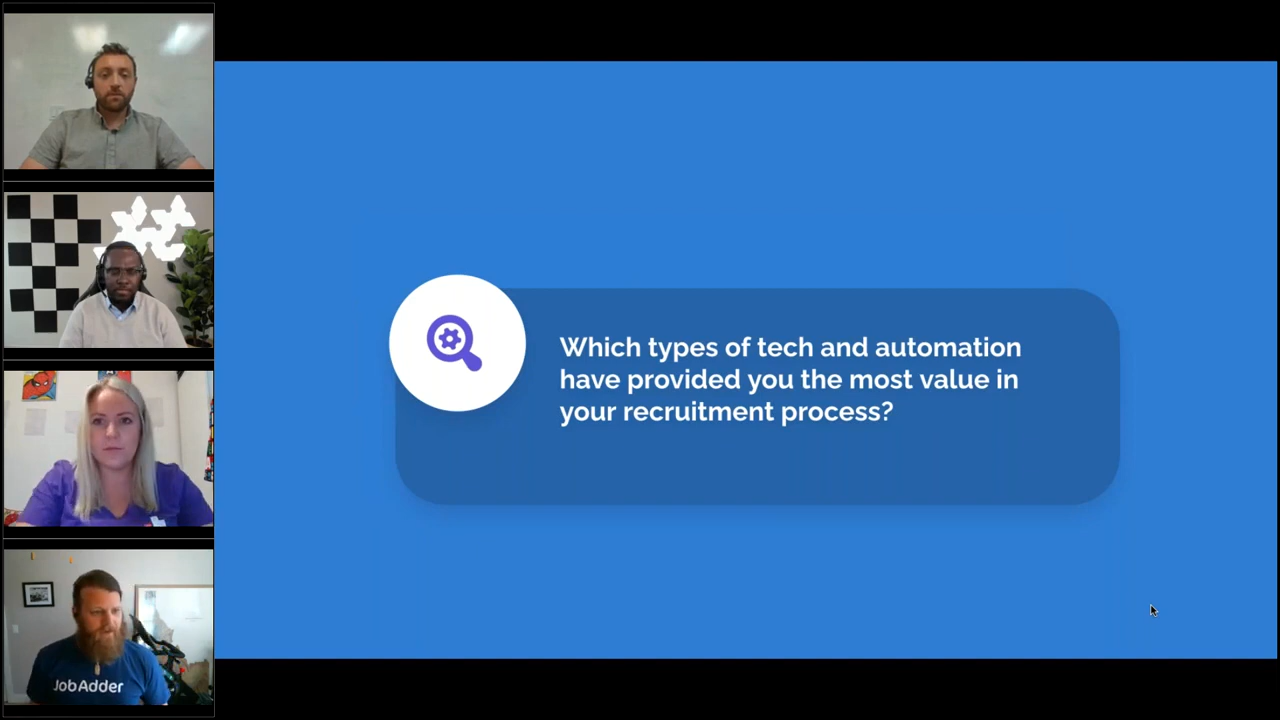 Which types of tech and automation
have provided you the most value in
your recruitment process?
JobAdder